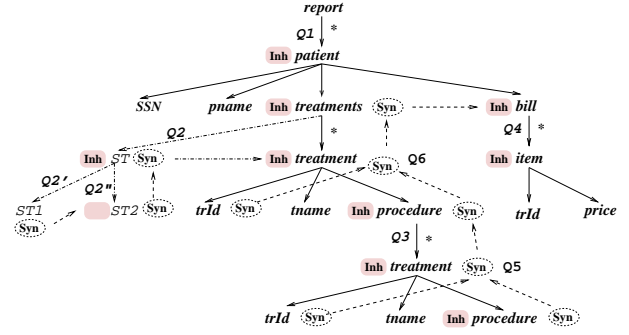 report
Q1 *
Inh patient
SSN pname Inh treatments Syn Inh bill
Q2 * Q4 *
Inh ST Syn Inh treatment Syn Q6 Inh item
Q2' Q2"
ST1 ST2 Syn trId Syn tname Inh procedure Syn trId price
Syn
Q3 *
Inh treatment Syn Q5
trId Syn tname Inh procedure Syn